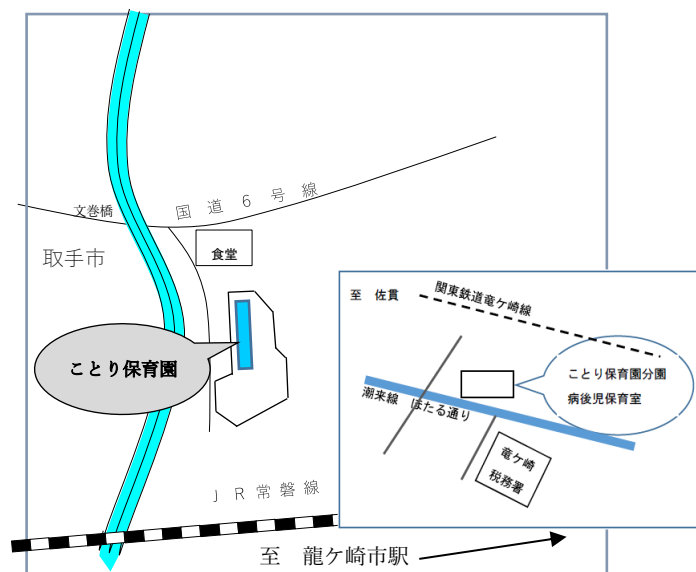 国道6号線
文巻橋
取手市
食堂
ことり保育園
至 佐貫
関東鉄道竜ケ崎線
ことり保育園分園
病後児保育室
潮来線 ほたる通り
竜ケ崎
税務署
JR常磐線
至 龍ケ崎市駅